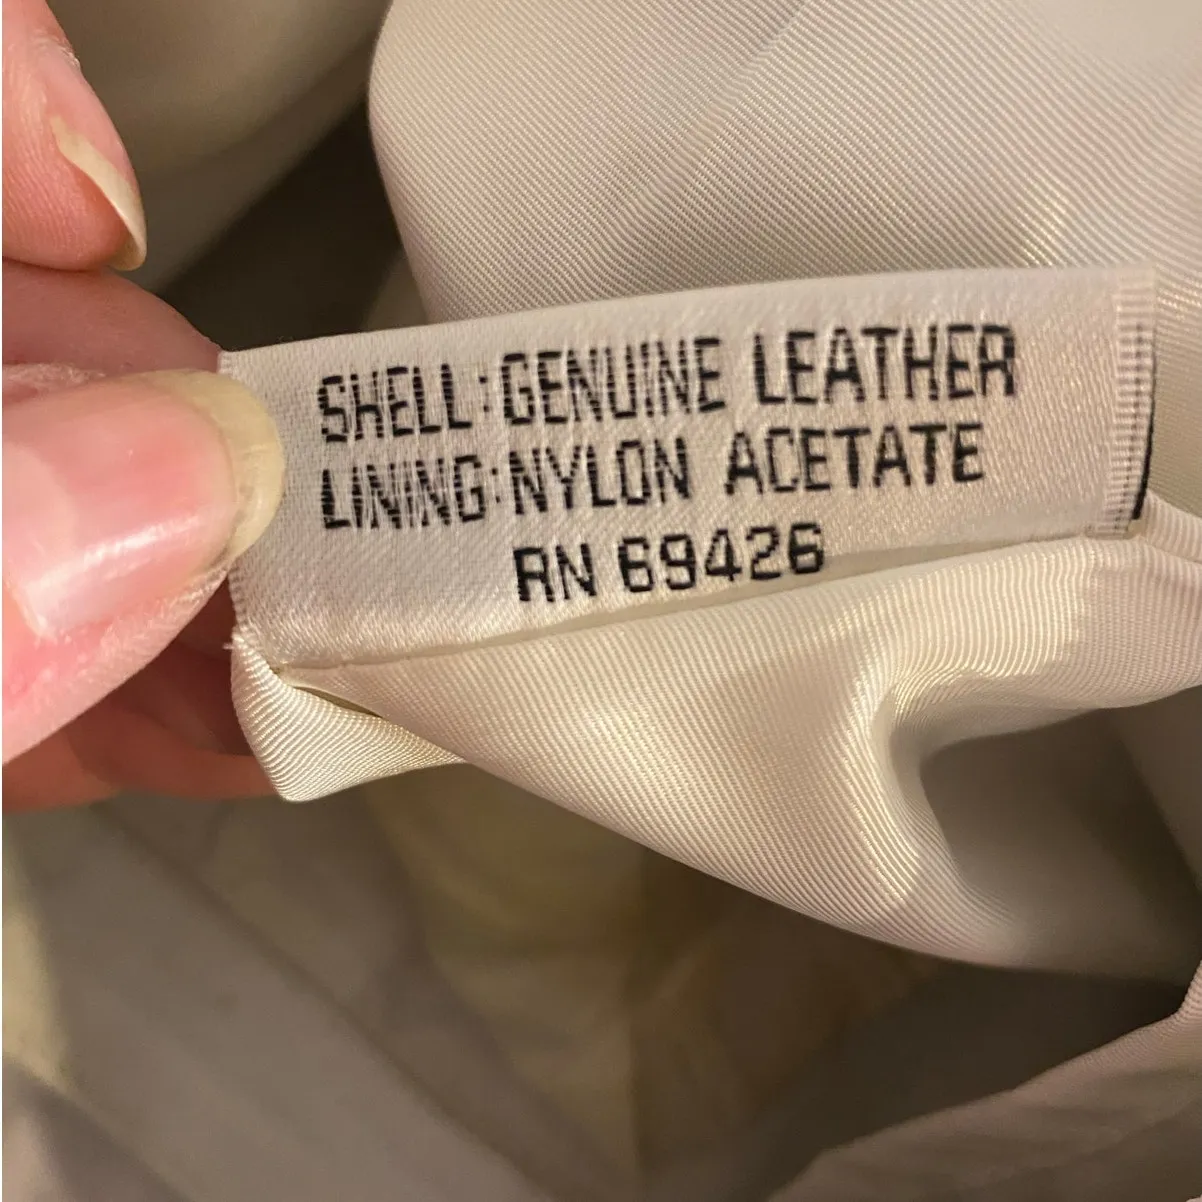 SHELL:GENUINE LEATHER
LINING:NYLON ACETATE
RN 69426